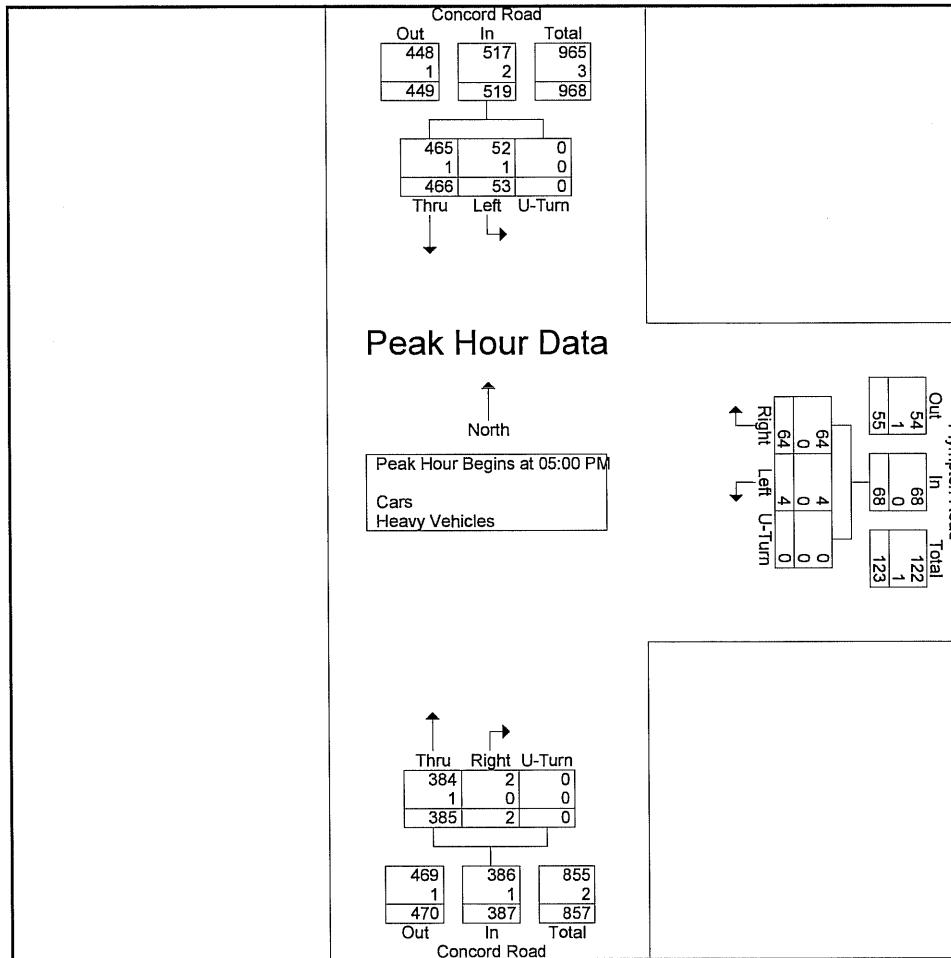 Concord Road
Out In Total
448 517 965
1 2 3
449 519 968
465 52 0
1 1 0
466 53 0
Thru Left U-Turn
Peak Hour Data
North
Peak Hour Begins at 05:00 PM
Cars
Heavy Vehicles
Out In Total
54 68 122
1 0 1
55 68 123
64 4 0
0 0 0
64 4 0
Right Left U-Turn
Thru Right U-Turn
384 2 0
1 0 0
385 2 0
469 386 855
1 1 2
470 387 857
Out In Total
Concord Road